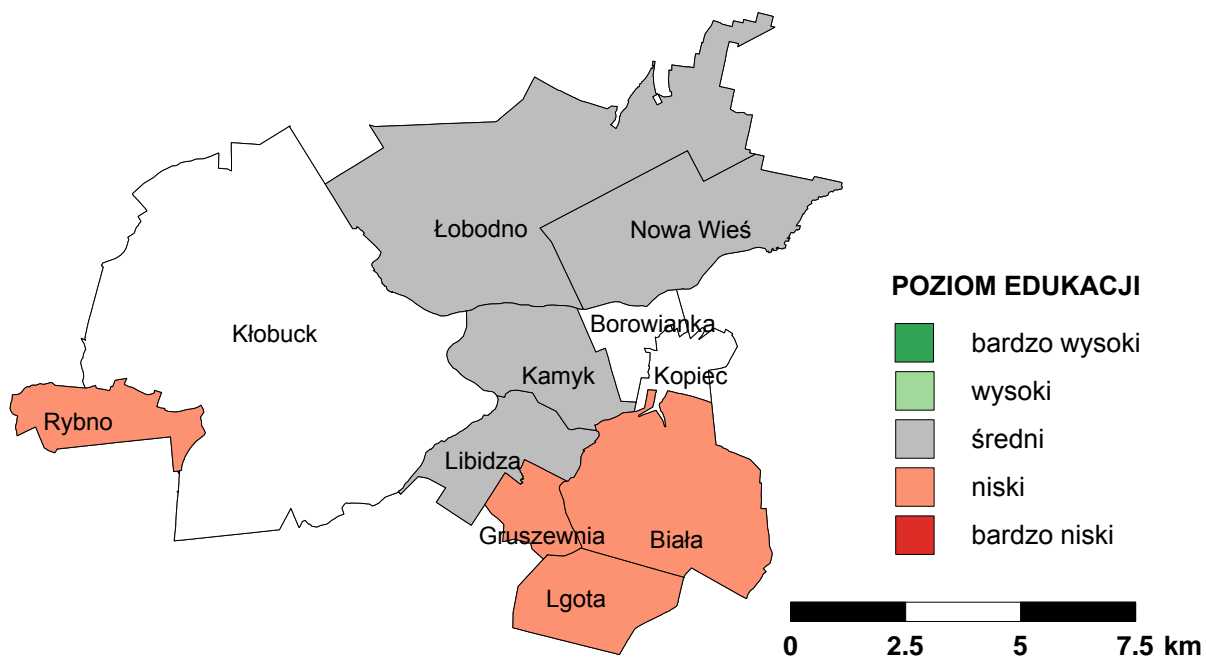 Łobodno
Nowa Wieś
Borowianka
Kłobuck
Kamyk
Kopiec
Rybno
Libidza
Gruszewnia
Biała
Lgota
POZIOM EDUKACJI
bardzo wysoki
wysoki
średni
niski
bardzo niski
0 2.5 5 7.5 km